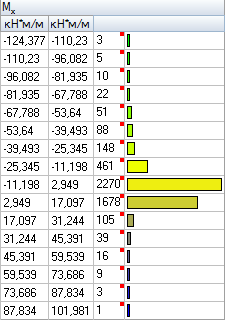 Mx
кН*м/м кН*м/м
-124,377 -110,23 3
-110,23 -96,082 5
-96,082 -81,935 10
-81,935 -67,788 22
-67,788 -53,64 51
-53,64 -39,493 88
-39,493 -25,345 148
-25,345 -11,198 461
-11,198 2,949 2270
2,949 17,097 1678
17,097 31,244 105
31,244 45,391 39
45,391 59,539 16
59,539 73,686 9
73,686 87,834 3
87,834 101,981 1